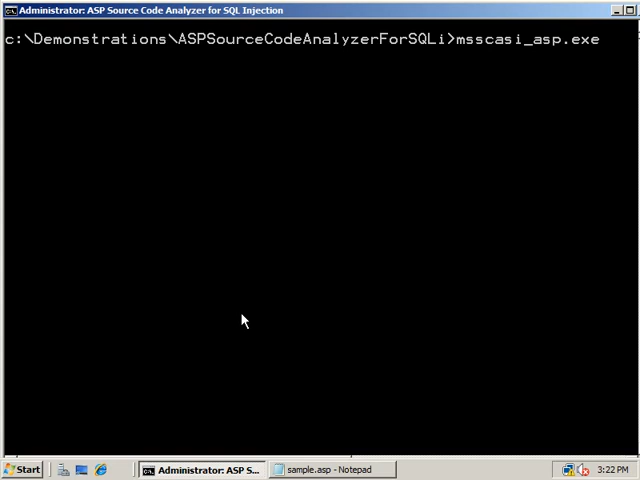 Administrator: ASP Source Code Analyzer for SQL Injection
c:\Demonstrations\ASPSourceCodeAnalyzerForSQLi>msscasi_asp.exe
Start
Administrator: ASP S...
sample.asp - Notepad
3:22 PM